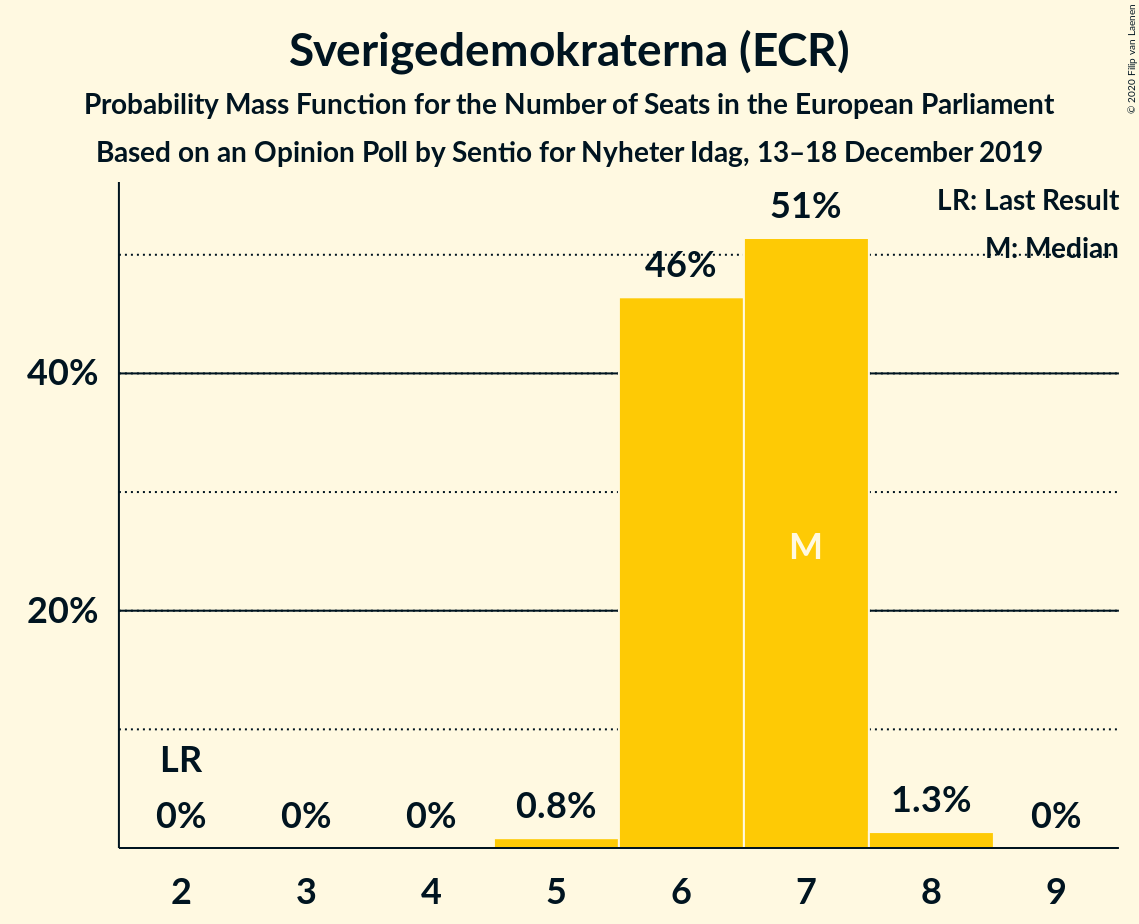 Sverigedemokraterna (ECR)
Probability Mass Function for the Number of Seats in the European Parliament
Based on an Opinion Poll by Sentio for Nyheter Idag, 13–18 December 2019
© 2020 Filip van Laenen
LR: Last Result
M: Median
51%
46%
40%
M
20%
LR
0%
0%
0%
0.8%
1.3%
0%
2
3
4
5
6
7
8
9